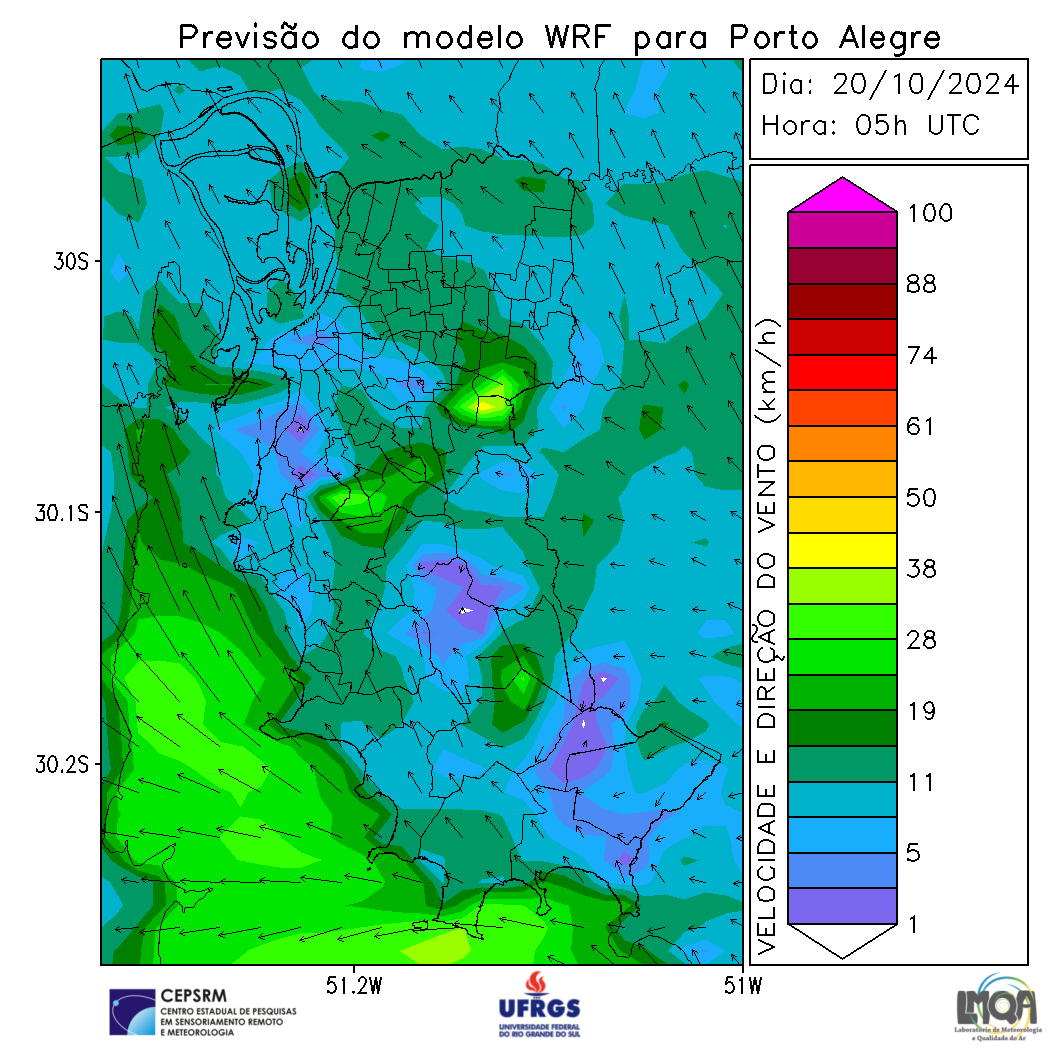 Previsão do modelo WRF para Porto Alegre
Dia: 20/10/2024
Hora: 05h UTC
30S
30.1S
30.2S
51.2W
51W
VELOCIDADE E DIREÇÃO DO VENTO (km/h)
100
88
74
61
50
38
28
19
11
5
1
CEPSRM
CENTRO ESTADUAL DE PESQUISAS
EM SENSORIAMENTO REMOTO
E METEOROLOGIA
UFRGS
UNIVERSIDADE FEDERAL
DO RIO GRANDE DO SUL
LMQA
Laboratório de Meteorologia
e Qualidade do Ar